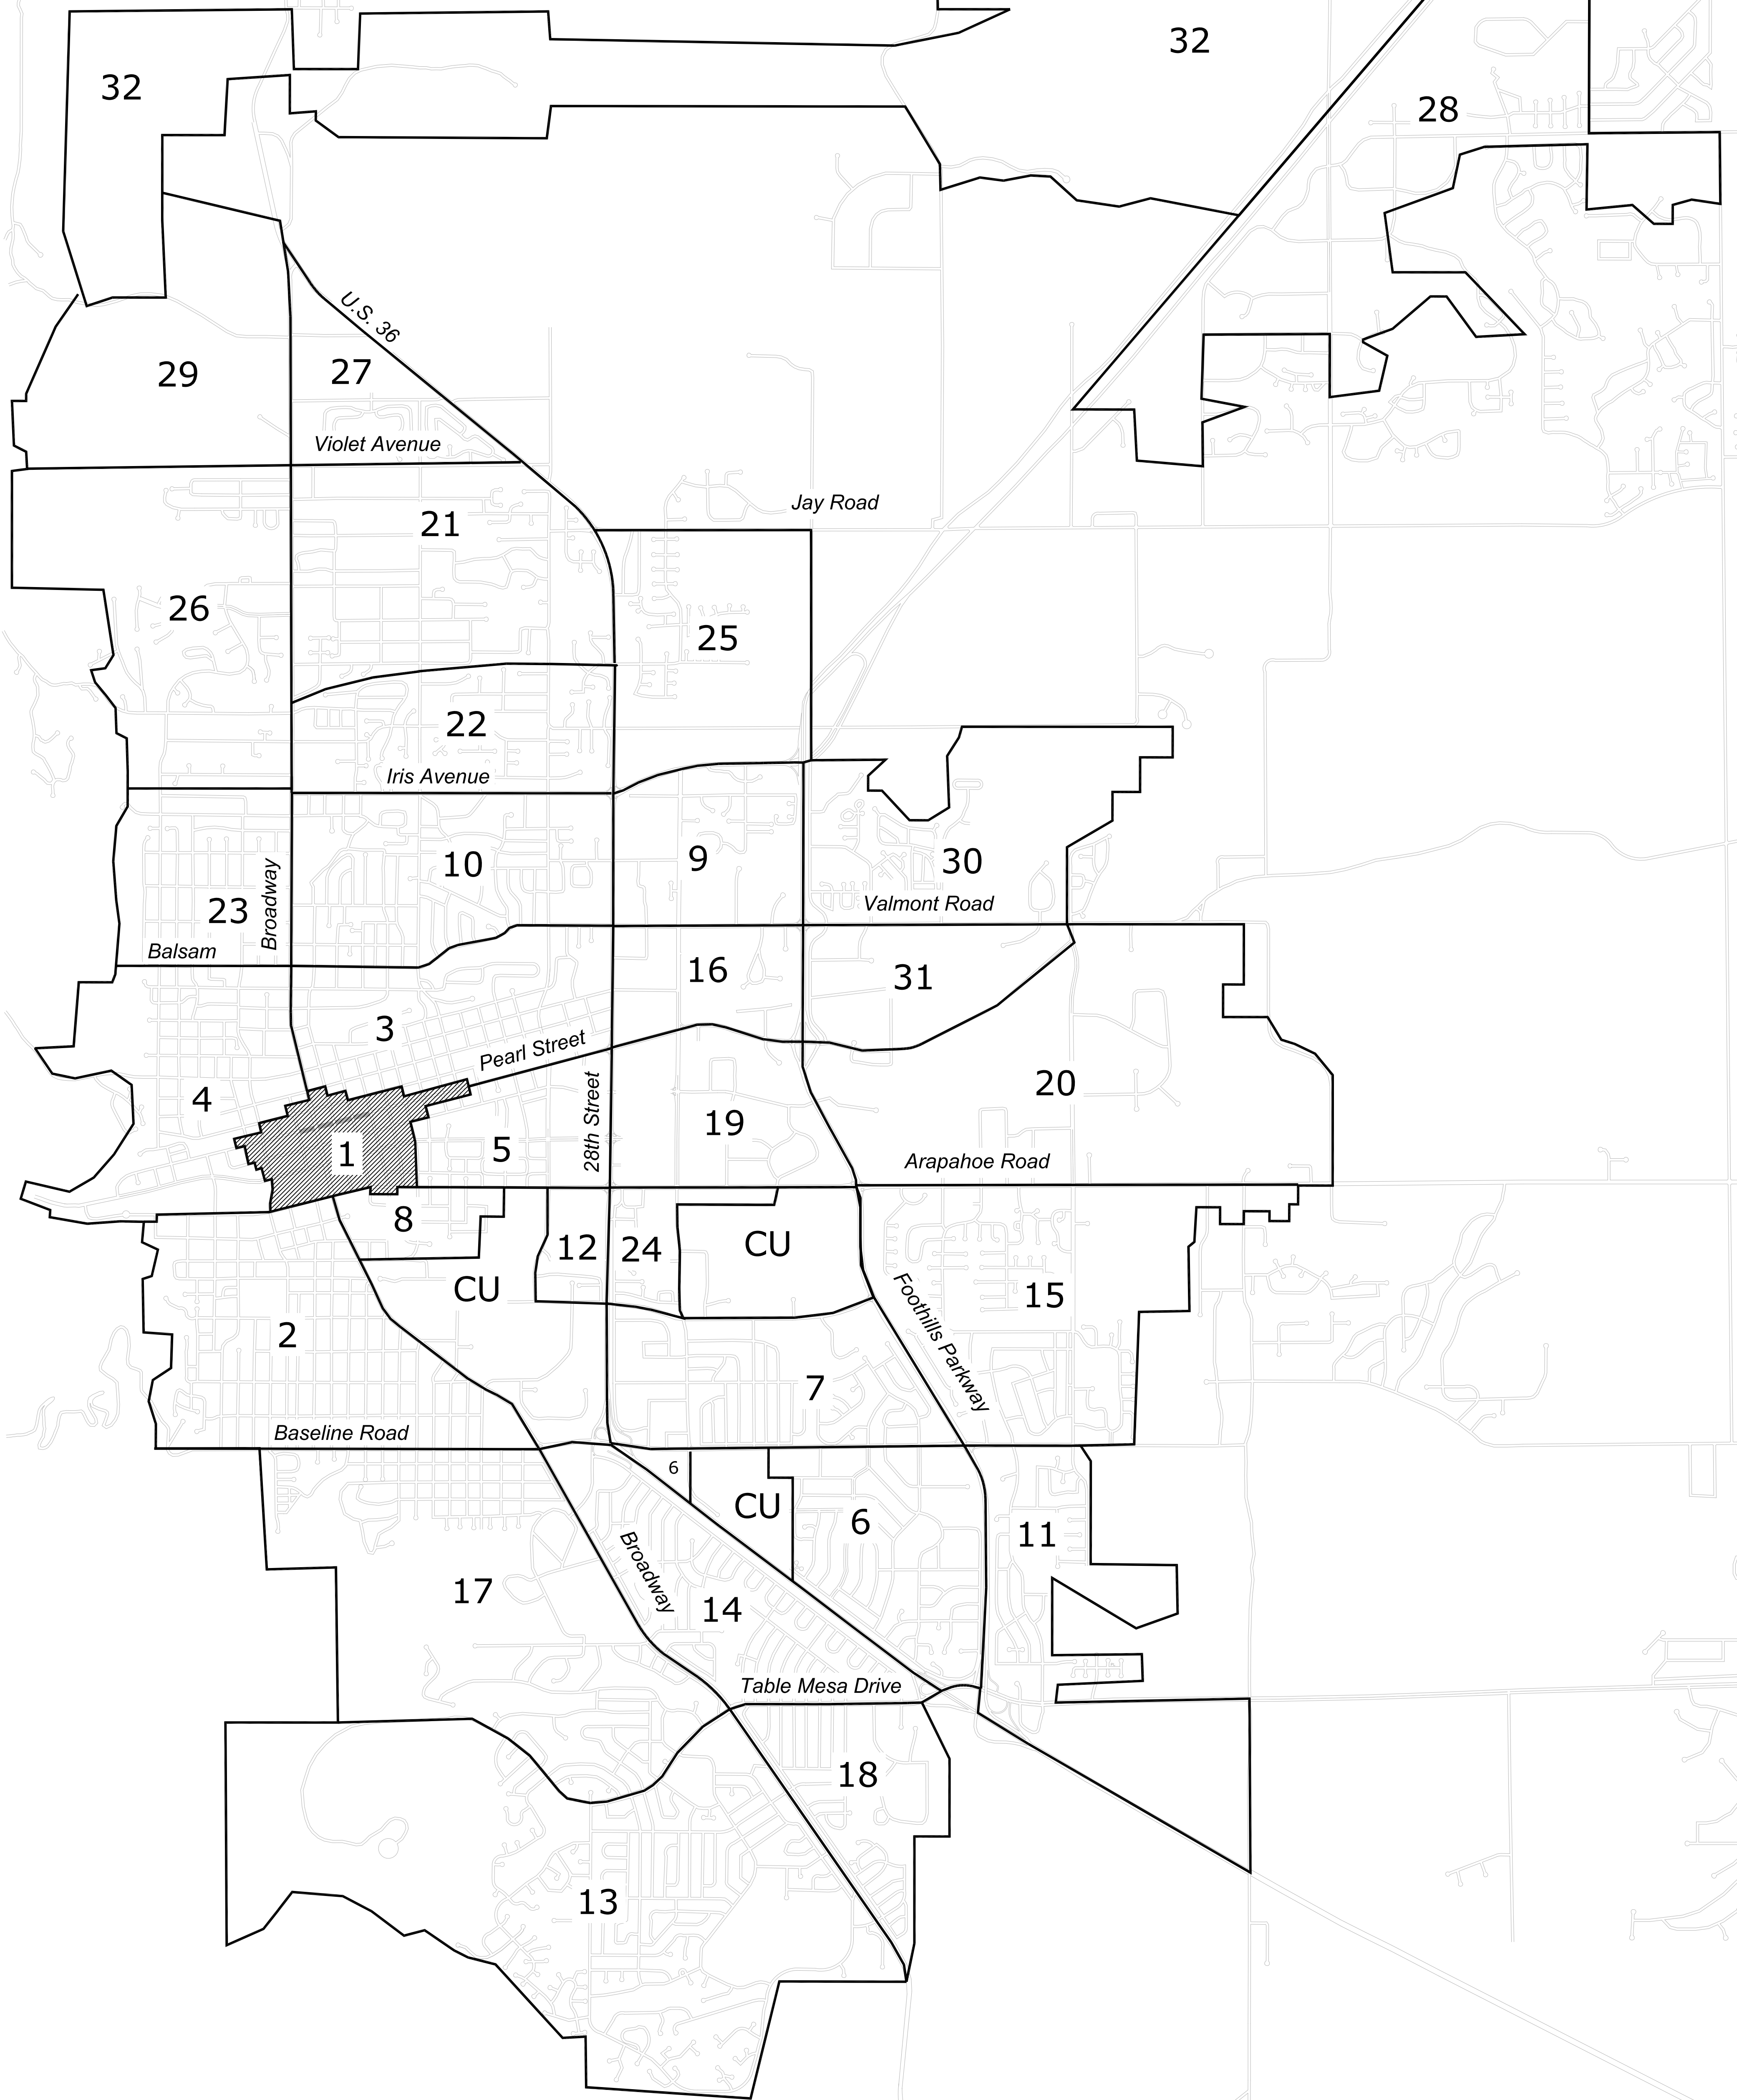 32
32
28
U.S. 36
29
27
Violet Avenue
21
Jay Road
26
25
22
Iris Avenue
10
9
30
23
Broadway
Valmont Road
Balsam
16
31
3
Pearl Street
4
28th Street
20
1
5
19
Arapahoe Road
8
12
24
CU
CU
Foothills Parkway
15
2
7
Baseline Road
6
CU
6
11
17
Broadway
14
Table Mesa Drive
18
13